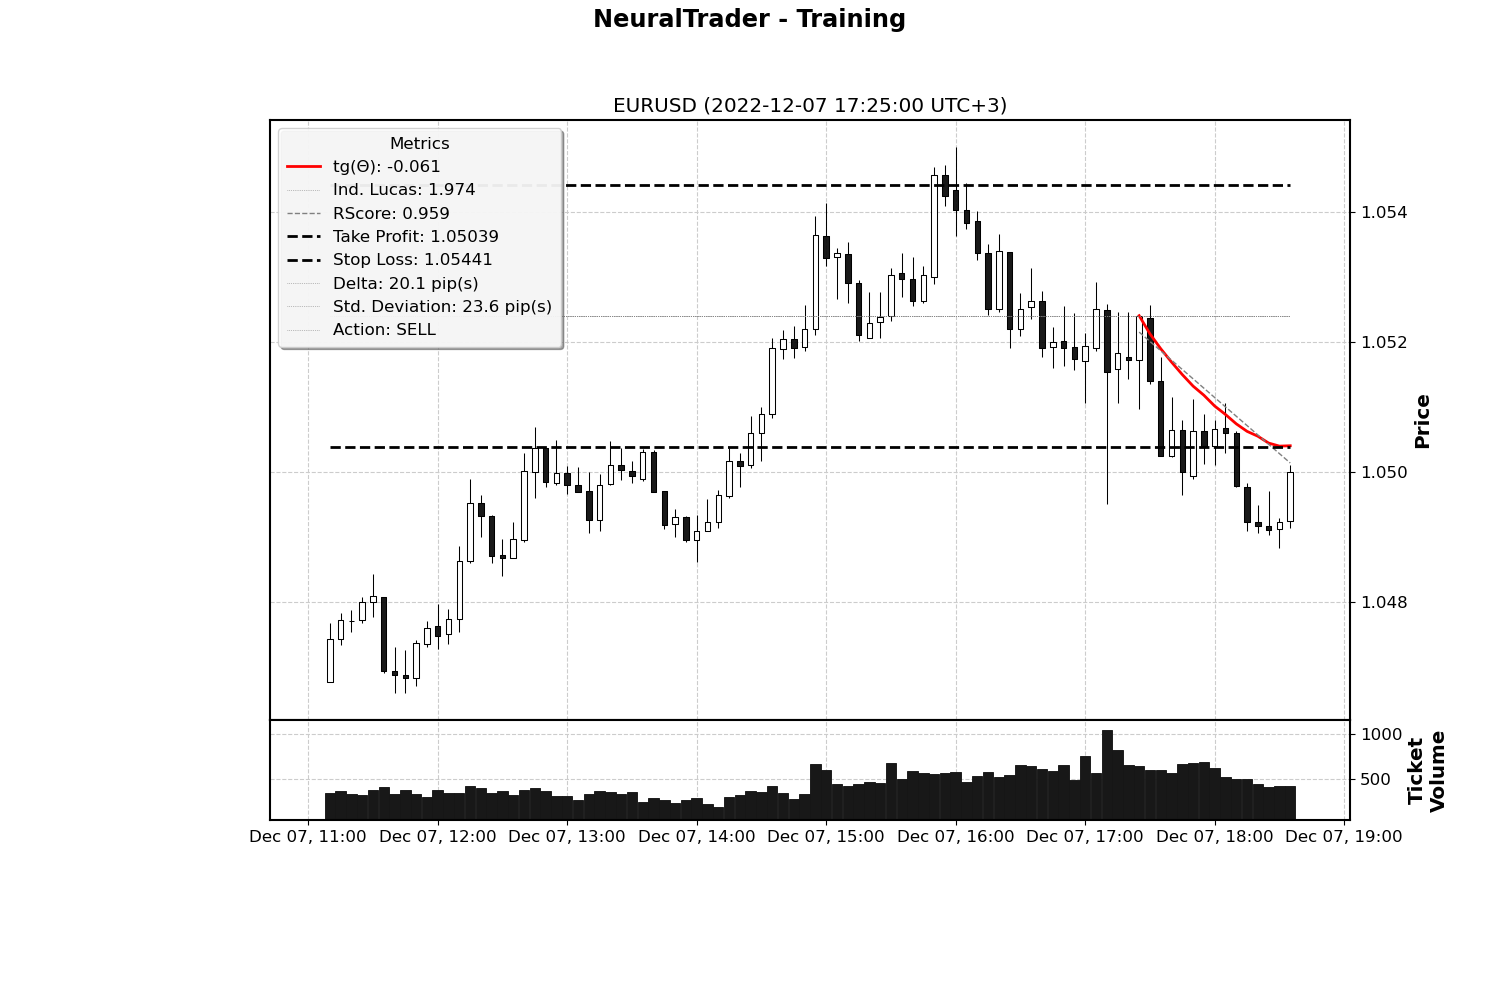 NeuralTrader - Training
EURUSD (2022-12-07 17:25:00 UTC+3)
Metrics
tg(Θ): -0.061
Ind. Lucas: 1.974
RScore: 0.959
Take Profit: 1.05039
Stop Loss: 1.05441
Delta: 20.1 pip(s)
Std. Deviation: 23.6 pip(s)
Action: SELL
1.054
1.052
1.050
1.048
Price
1000
500
Ticket
Volume
Dec 07, 11:00
Dec 07, 12:00
Dec 07, 13:00
Dec 07, 14:00
Dec 07, 15:00
Dec 07, 16:00
Dec 07, 17:00
Dec 07, 18:00
Dec 07, 19:00